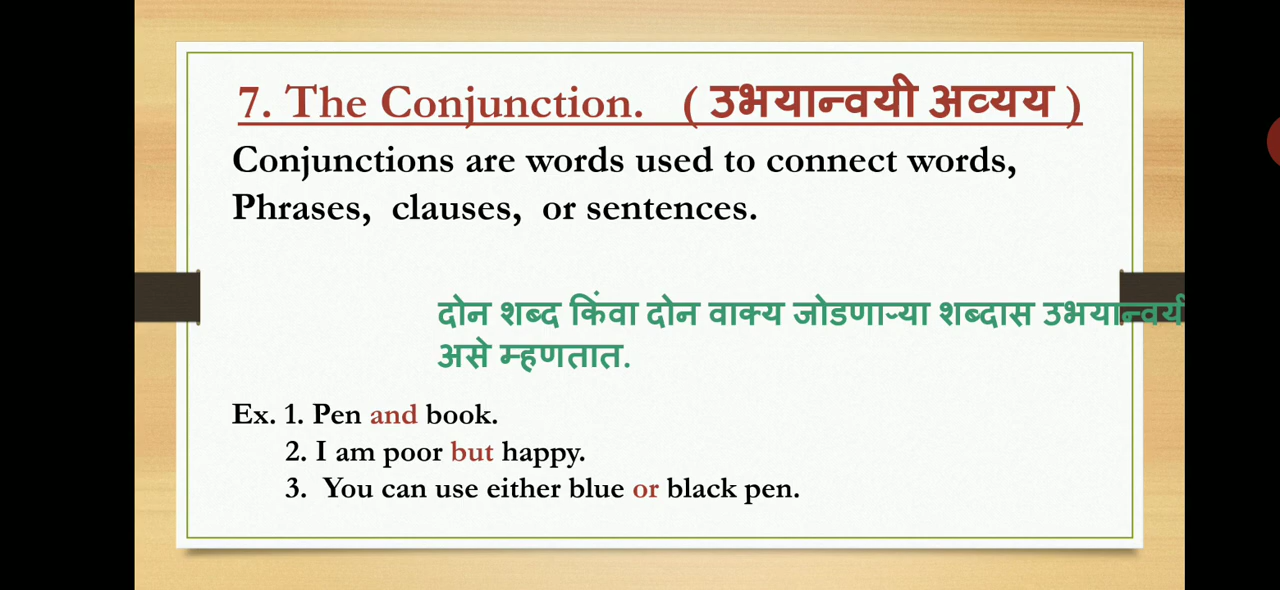 7. The Conjunction. ( उभयान्वयी अव्यय )
Conjunctions are words used to connect words,
Phrases, clauses, or sentences.
दोन शब्द किंवा दोन वाक्य जोडणाऱ्या शब्दास उभयान्वयी
असे म्हणतात.
Ex. 1. Pen and book.
2. I am poor but happy.
3. You can use either blue or black pen.